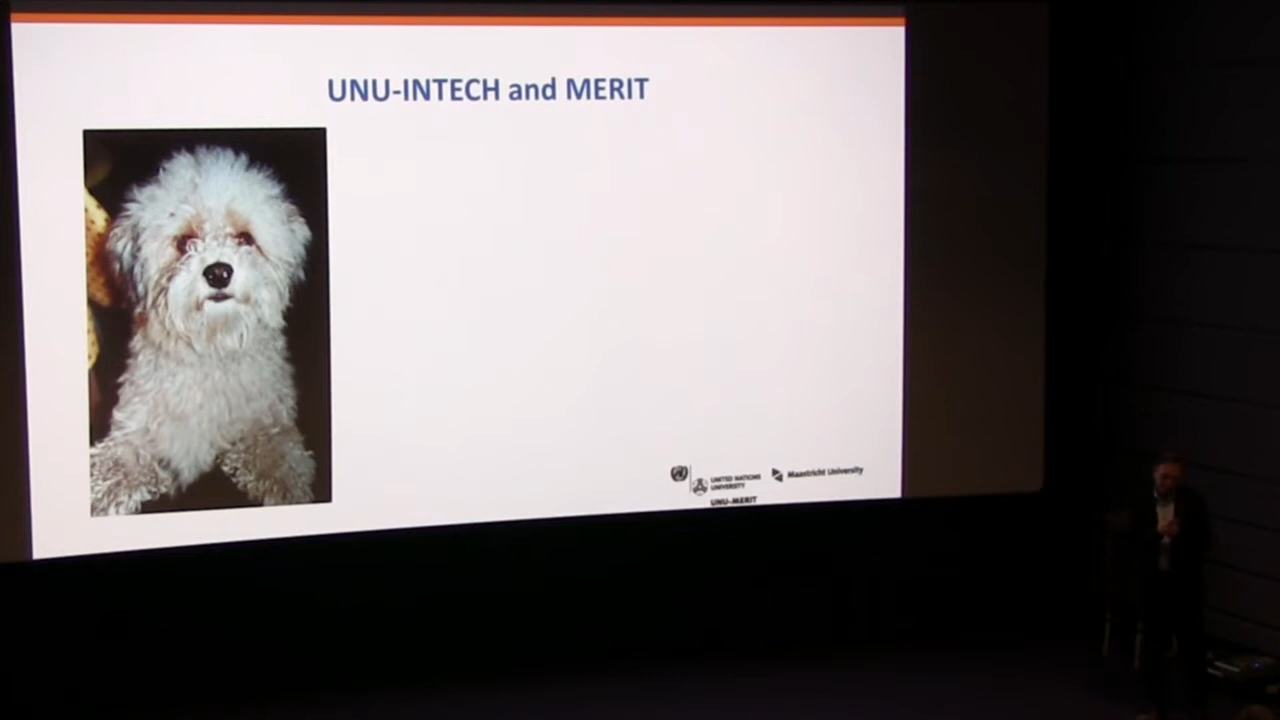 UNU-INTECH and MERIT
UNITED NATIONS
UNIVERSITY
UNU-MERIT
Maastricht University